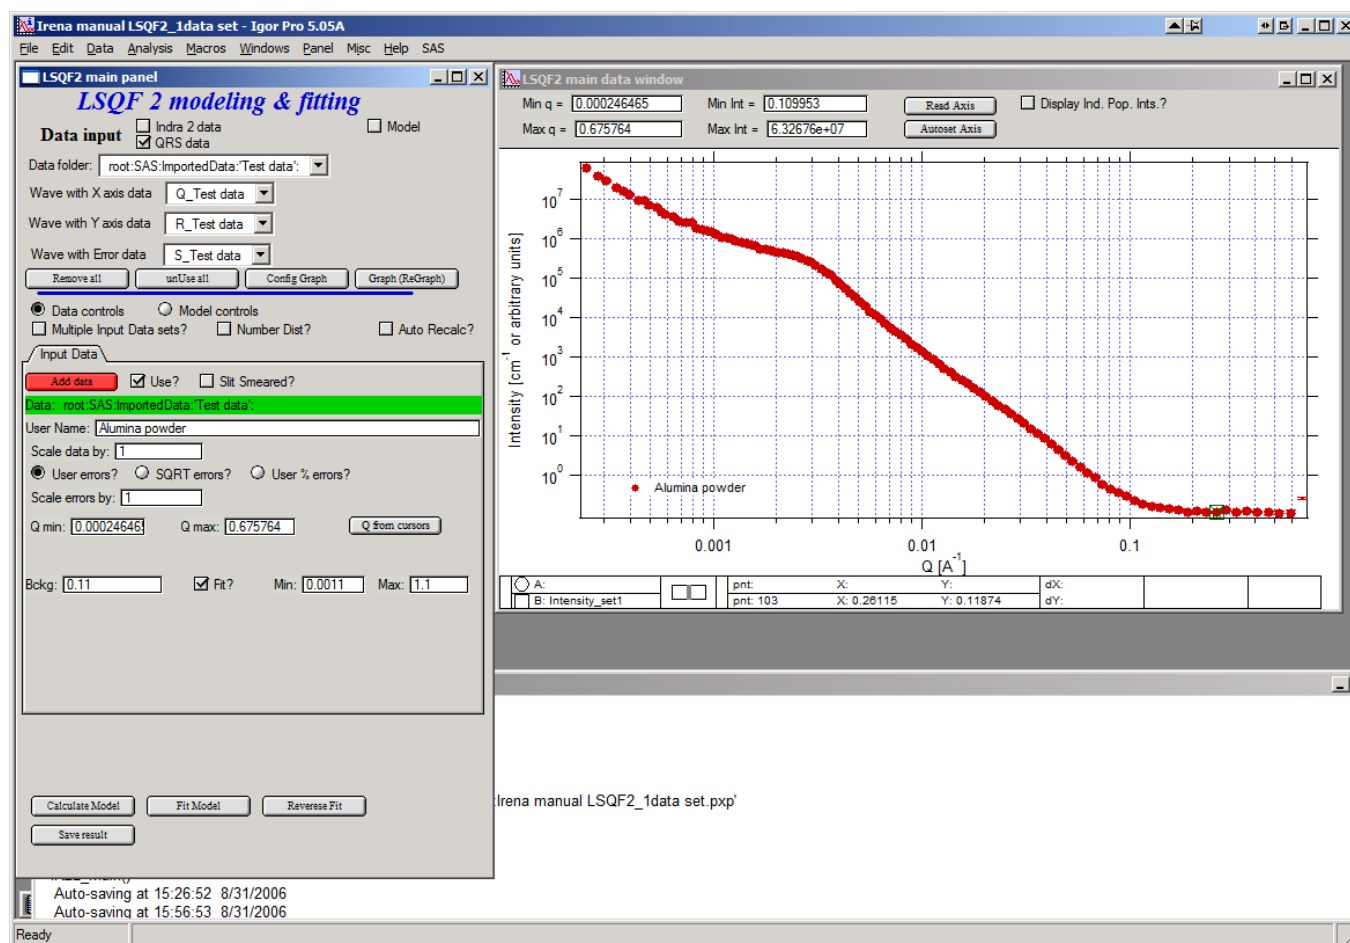 Irena manual LSQF2_1data set - Igor Pro 5.05A
File Edit Data Analysis Macros Windows Panel Misc Help SAS
LSQF2 main panel
LSQF 2 modeling & fitting
Data input
Indra 2 data
Model
QRS data
Data folder: root:SAS:ImportedData:'Test data':
Wave with X axis data Q_Test data
Wave with Y axis data R_Test data
Wave with Error data S_Test data
Remove all unUse all Config Graph Graph (ReGraph)
Data controls Model controls
Multiple Input Data sets? Number Dist? Auto Recalc?
Input Data
Add data Use? Slit Smeared?
Data: root:SAS:ImportedData:'Test data':
User Name: Alumina powder
Scale data by: 1
User errors? SQRT errors? User % errors?
Scale errors by: 1
Q min: 0.00024646 Q max: 0.675764 Q from cursors
Bckg: 0.11 Fit? Min: 0.0011 Max: 1.1
Calculate Model Fit Model Reverese Fit
Save result
LSQF2 main data window
Min q = 0.000246465 Min Int = 0.109953 Read Axis Display Ind. Pop. Ints.?
Max q = 0.675764 Max Int = 6.32676e+07 Autoset Axis
Intensity [cm-1 or arbitrary units]
10^7
10^6
10^5
10^4
10^3
10^2
10^1
10^0
Alumina powder
0.001 0.01 0.1
Q [A-1]
A: pnt: X: Y: dX:
B: Intensity_set1 pnt: 103 X: 0.26115 Y: 0.11874 dY:
Irena manual LSQF2_1data set.pxp'
Auto-saving at 15:26:52 8/31/2006
Auto-saving at 15:56:53 8/31/2006
Ready